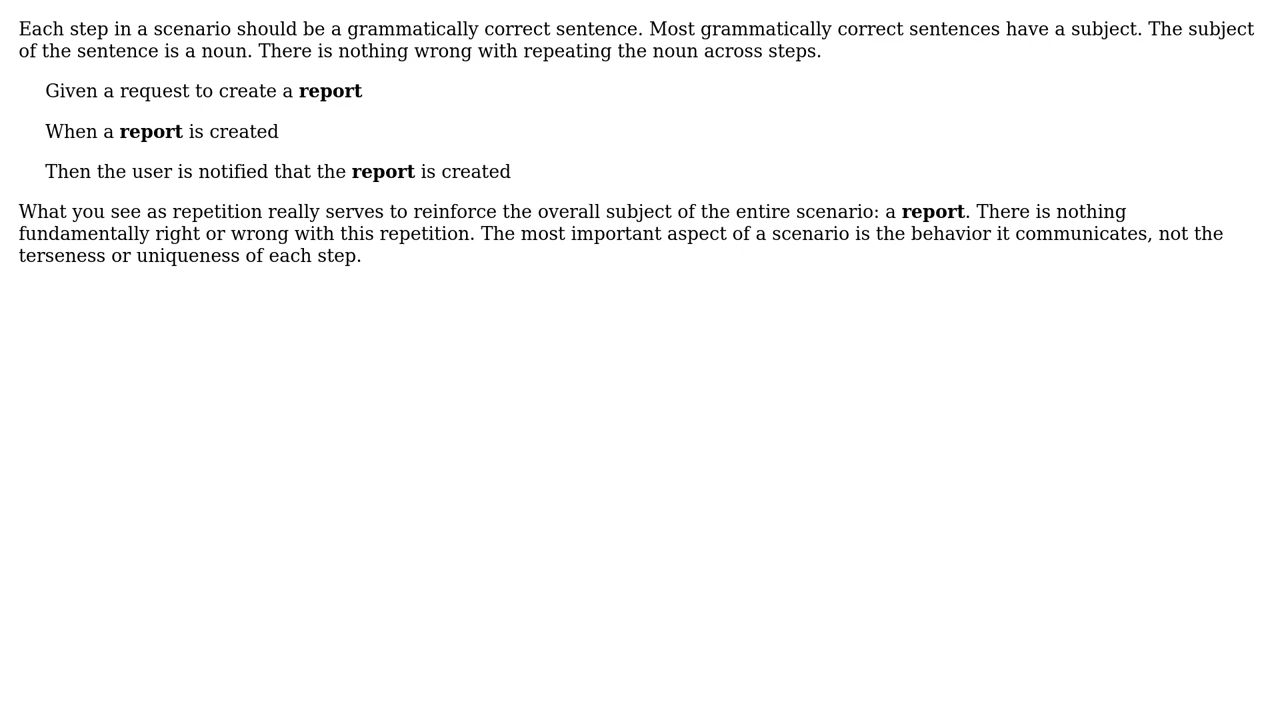 Each step in a scenario should be a grammatically correct sentence. Most grammatically correct sentences have a subject. The subject
of the sentence is a noun. There is nothing wrong with repeating the noun across steps.
Given a request to create a report
When a report is created
Then the user is notified that the report is created
What you see as repetition really serves to reinforce the overall subject of the entire scenario: a report. There is nothing
fundamentally right or wrong with this repetition. The most important aspect of a scenario is the behavior it communicates, not the
terseness or uniqueness of each step.